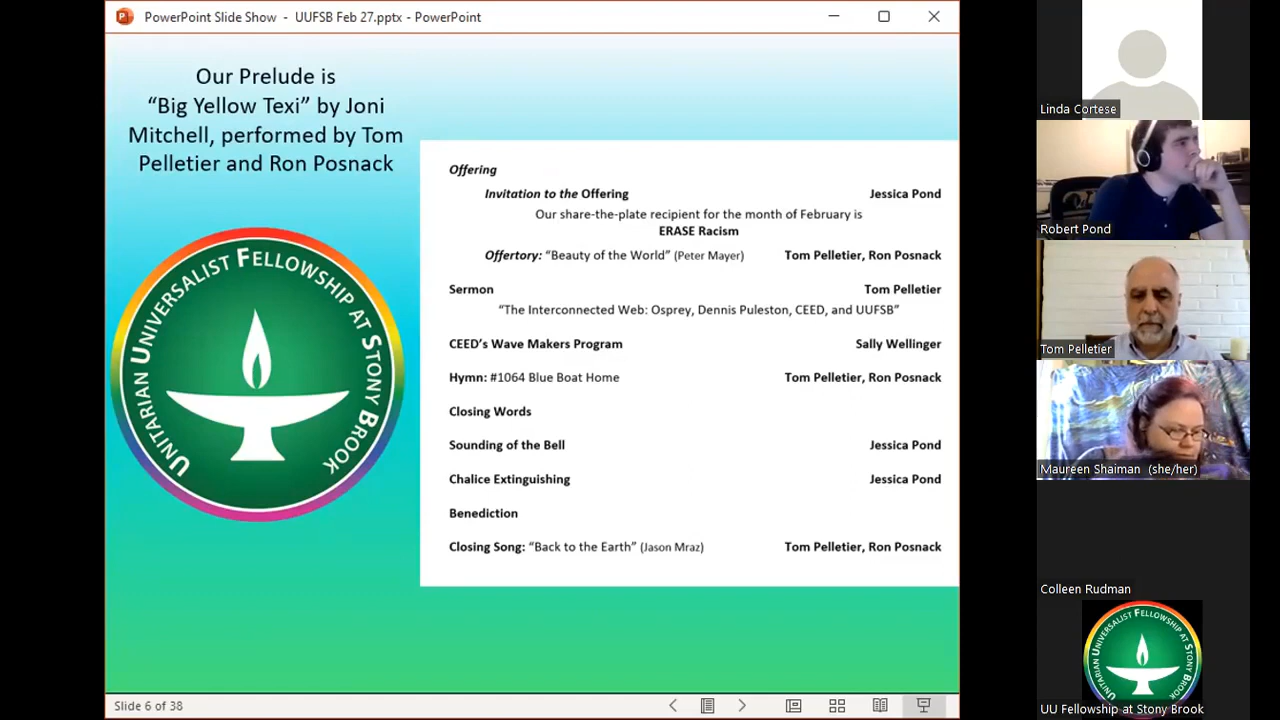 PowerPoint Slide Show - UUFSB Feb 27.pptx - PowerPoint
Our Prelude is
“Big Yellow Texi” by Joni
Mitchell, performed by Tom
Pelletier and Ron Posnack
UNITARIAN UNIVERSALIST FELLOWSHIP AT STONY BROOK
Offering
Invitation to the Offering Jessica Pond
Our share-the-plate recipient for the month of February is
ERASE Racism
Offertory: “Beauty of the World” (Peter Mayer) Tom Pelletier, Ron Posnack
Sermon Tom Pelletier
“The Interconnected Web: Osprey, Dennis Puleston, CEED, and UUFSB”
CEED’s Wave Makers Program Sally Wellinger
Hymn: #1064 Blue Boat Home Tom Pelletier, Ron Posnack
Closing Words
Sounding of the Bell Jessica Pond
Chalice Extinguishing Jessica Pond
Benediction
Closing Song: “Back to the Earth” (Jason Mraz) Tom Pelletier, Ron Posnack
Slide 6 of 38
Linda Cortese
Robert Pond
Tom Pelletier
Maureen Shaiman (she/her)
Colleen Rudman
UNITARIAN UNIVERSALIST FELLOWSHIP AT STONY BROOK
UU Fellowship at Stony Brook